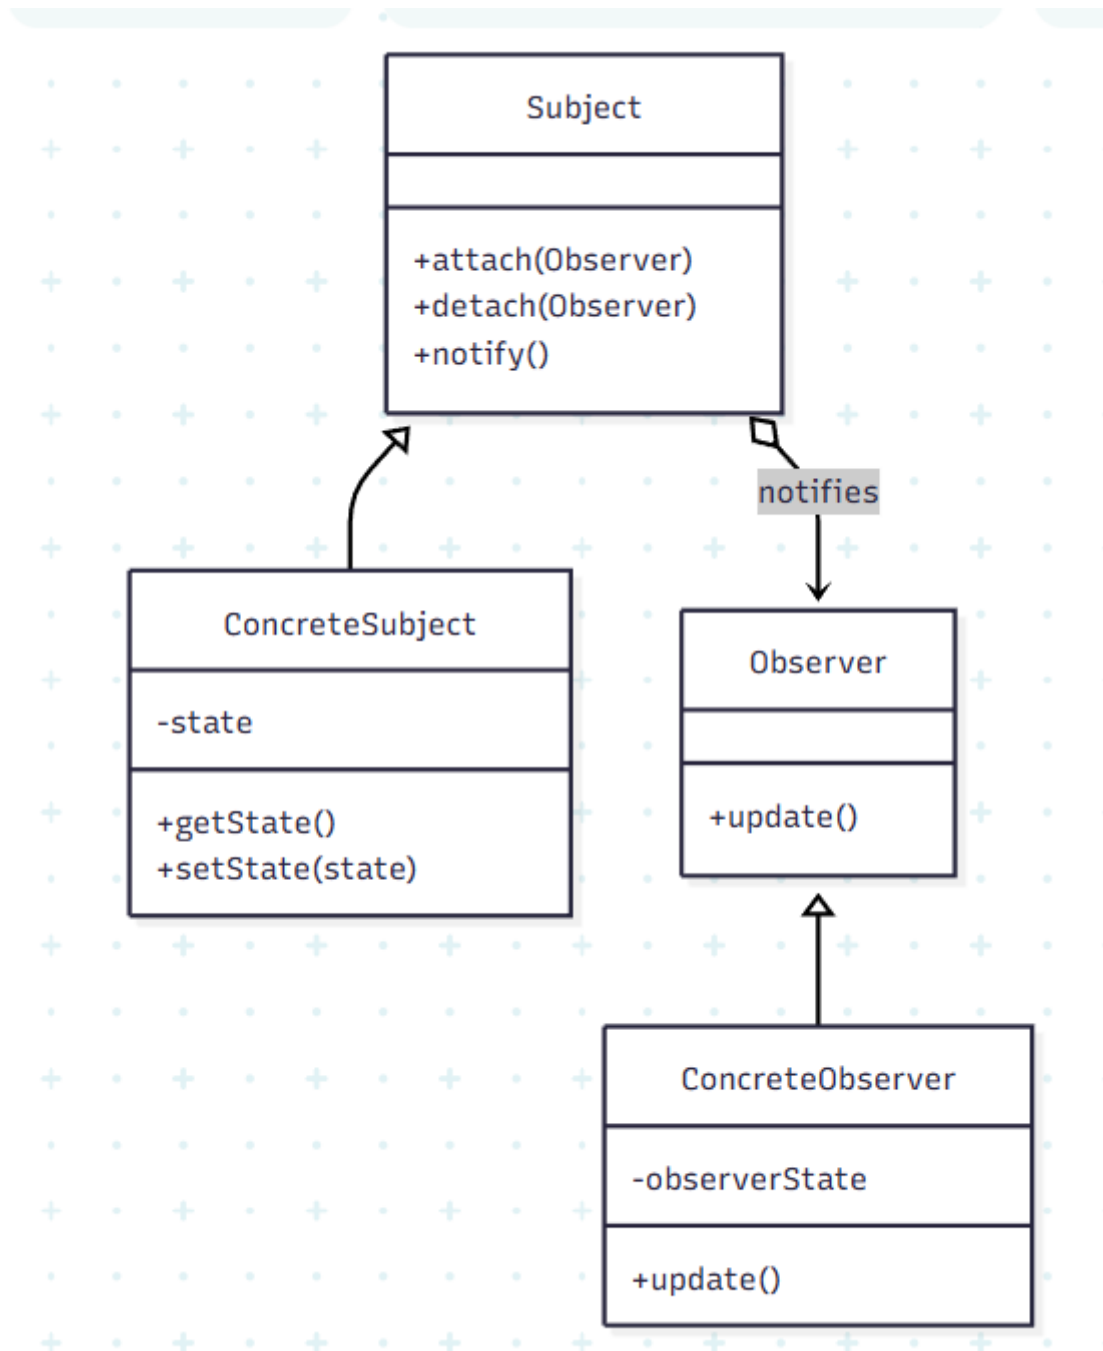 Subject
+attach(Observer)
+detach(Observer)
+notify()
notifies
ConcreteSubject
-state
+getState()
+setState(state)
Observer
+update()
ConcreteObserver
-observerState
+update()